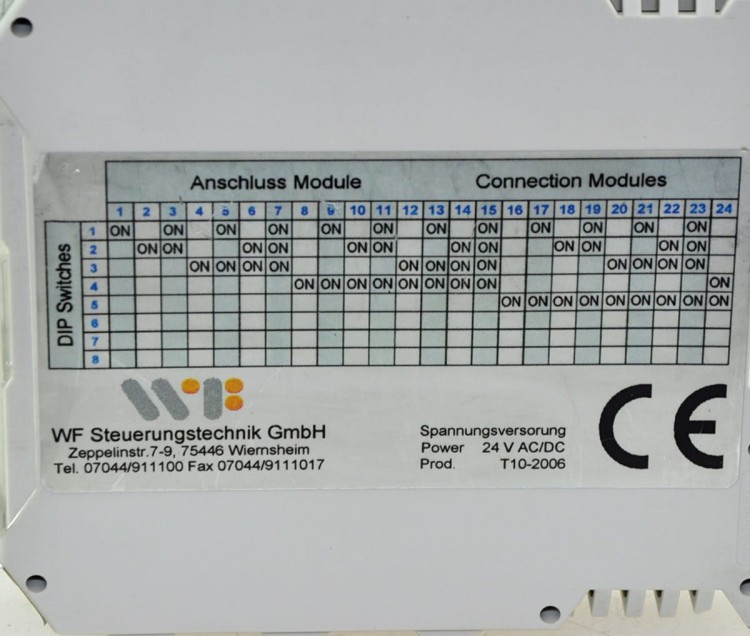 Anschluss Module Connection Modules
1 2 3 4 5 6 7 8 9 10 11 12 13 14 15 16 17 18 19 20 21 22 23 24
DIP Switches
1 ON ON ON ON ON ON ON ON ON ON ON ON
2 ON ON ON ON ON ON ON ON ON ON ON ON
3 ON ON ON ON ON ON ON ON ON ON ON ON
4 ON ON ON ON ON ON ON ON ON
5 ON ON ON ON ON ON ON ON ON
6
7
8
WF
WF Steuerungstechnik GmbH
Zeppelinstr.7-9, 75446 Wiernsheim
Tel. 07044/911100 Fax 07044/9111017
Spannungsversorung
Power 24 V AC/DC
Prod. T10-2006
CE